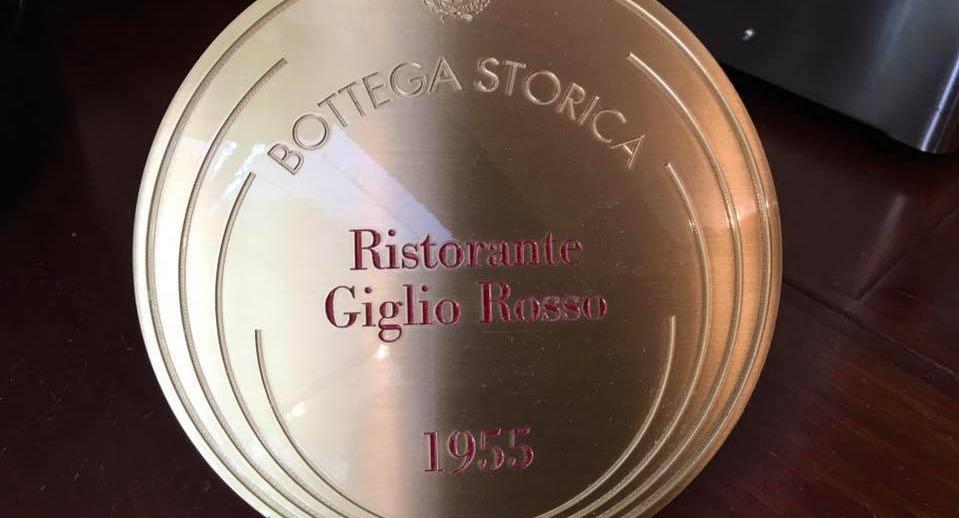 BOTTEGA STORICA
Ristorante
Giglio Rosso
1955